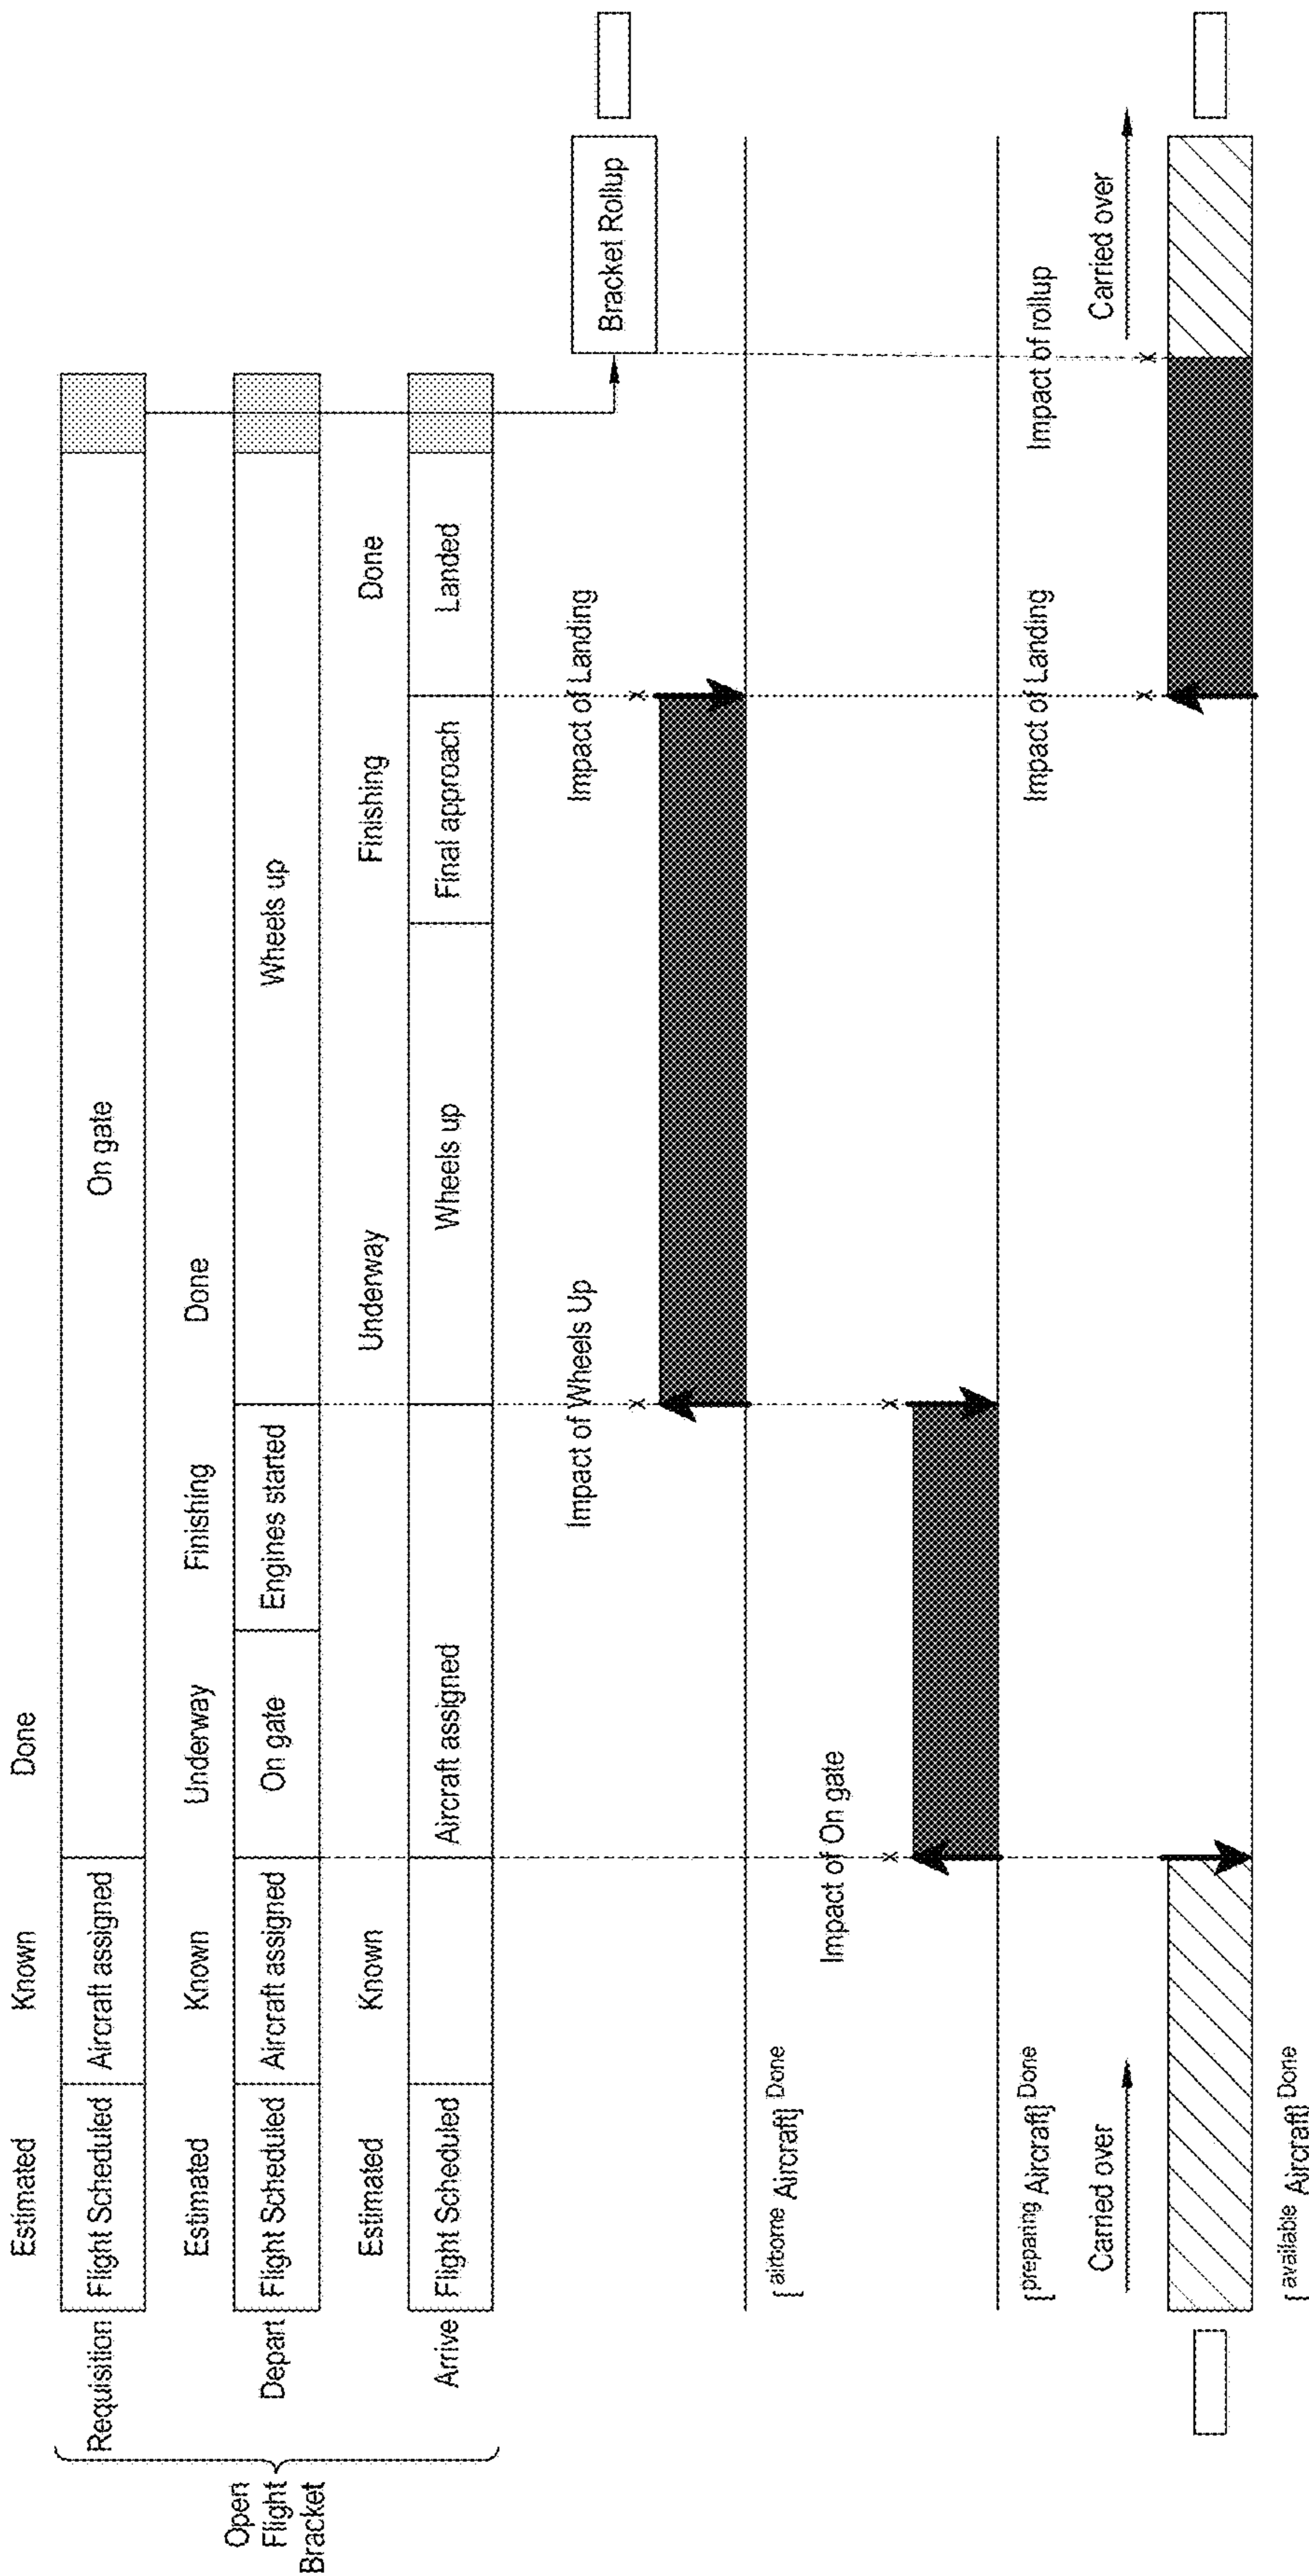 Estimated Known Done
Requisition Flight Scheduled Aircraft assigned On gate
Estimated Known Underway Finishing Done
Depart Flight Scheduled Aircraft assigned On gate Engines started Wheels up
Estimated Known Underway Finishing Done
Arrive Flight Scheduled Aircraft assigned Wheels up Final approach Landed
Open
Flight
Bracket
Impact of Wheels Up Impact of Landing Bracket Rollup
[airborne Aircraft] Done
Impact of On gate
[preparing Aircraft] Done
Impact of Landing Impact of rollup
Carried over Carried over
[available Aircraft] Done